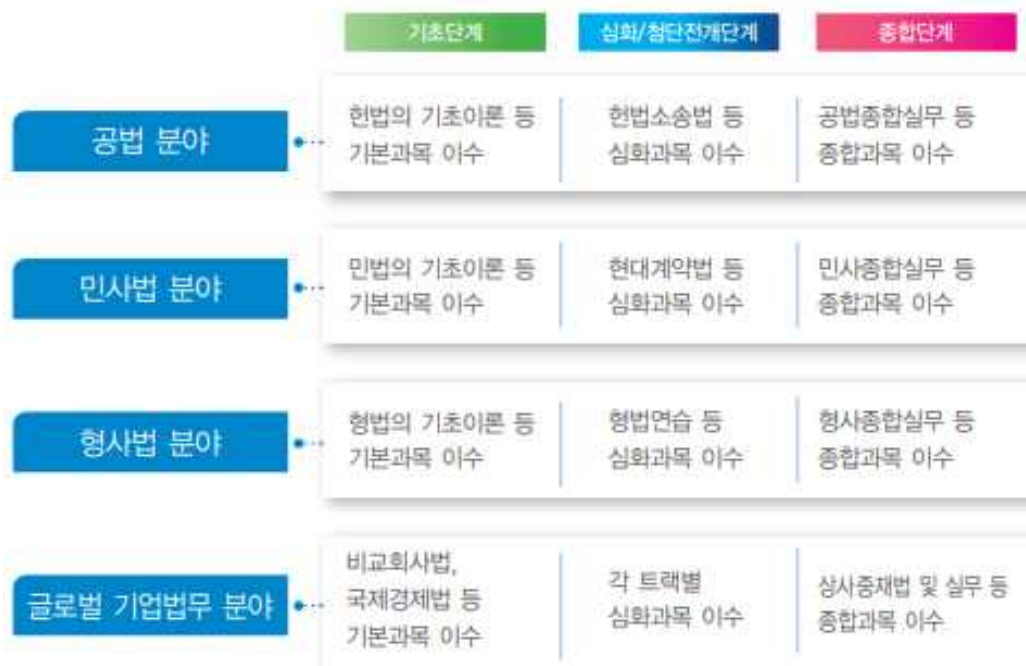 기초단계
심화/첨단전개단계
종합단계
공법 분야
헌법의 기초이론 등
기본과목 이수
헌법소송법 등
심화과목 이수
공법종합실무 등
종합과목 이수
민사법 분야
민법의 기초이론 등
기본과목 이수
현대계약법 등
심화과목 이수
민사종합실무 등
종합과목 이수
형사법 분야
형법의 기초이론 등
기본과목 이수
형법연습 등
심화과목 이수
형사종합실무 등
종합과목 이수
글로벌 기업법무 분야
비교회사법,
국제경제법 등
기본과목 이수
각 트랙별
심화과목 이수
상사중재법 및 실무 등
종합과목 이수